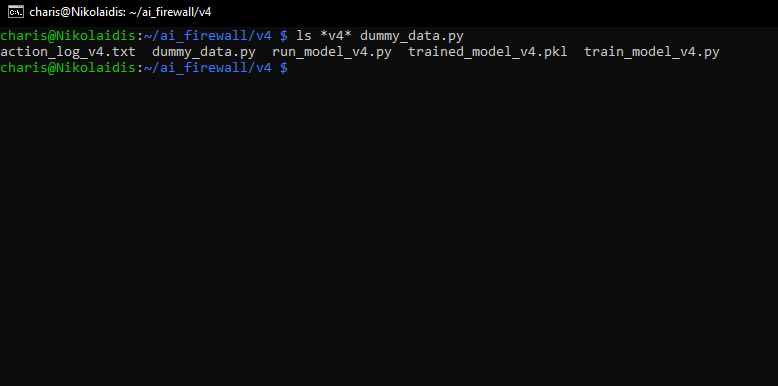 charis@Nikolaidis: ~/ai_firewall/v4
charis@Nikolaidis:~/ai_firewall/v4 $ ls *v4* dummy_data.py
action_log_v4.txt  dummy_data.py  run_model_v4.py  trained_model_v4.pkl  train_model_v4.py
charis@Nikolaidis:~/ai_firewall/v4 $